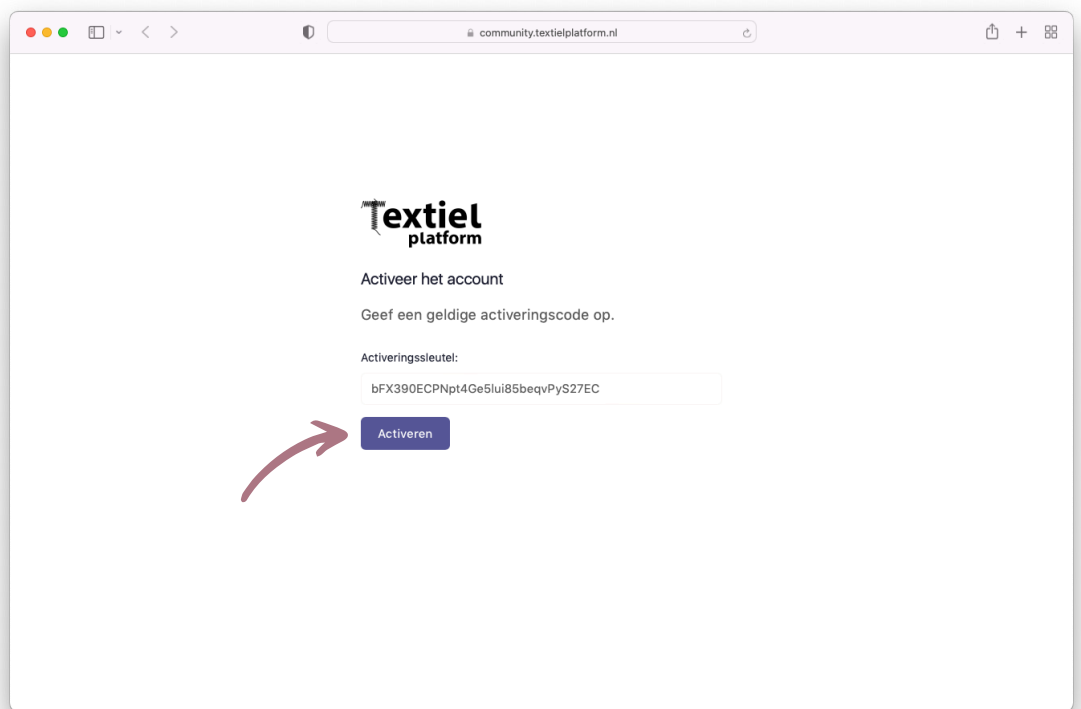 community.textielplatform.nl
Textiel
platform
Activeer het account
Geef een geldige activeringscode op.
Activeringssleutel:
bFX390ECPNpt4Ge5lui85beqvPyS27EC
Activeren